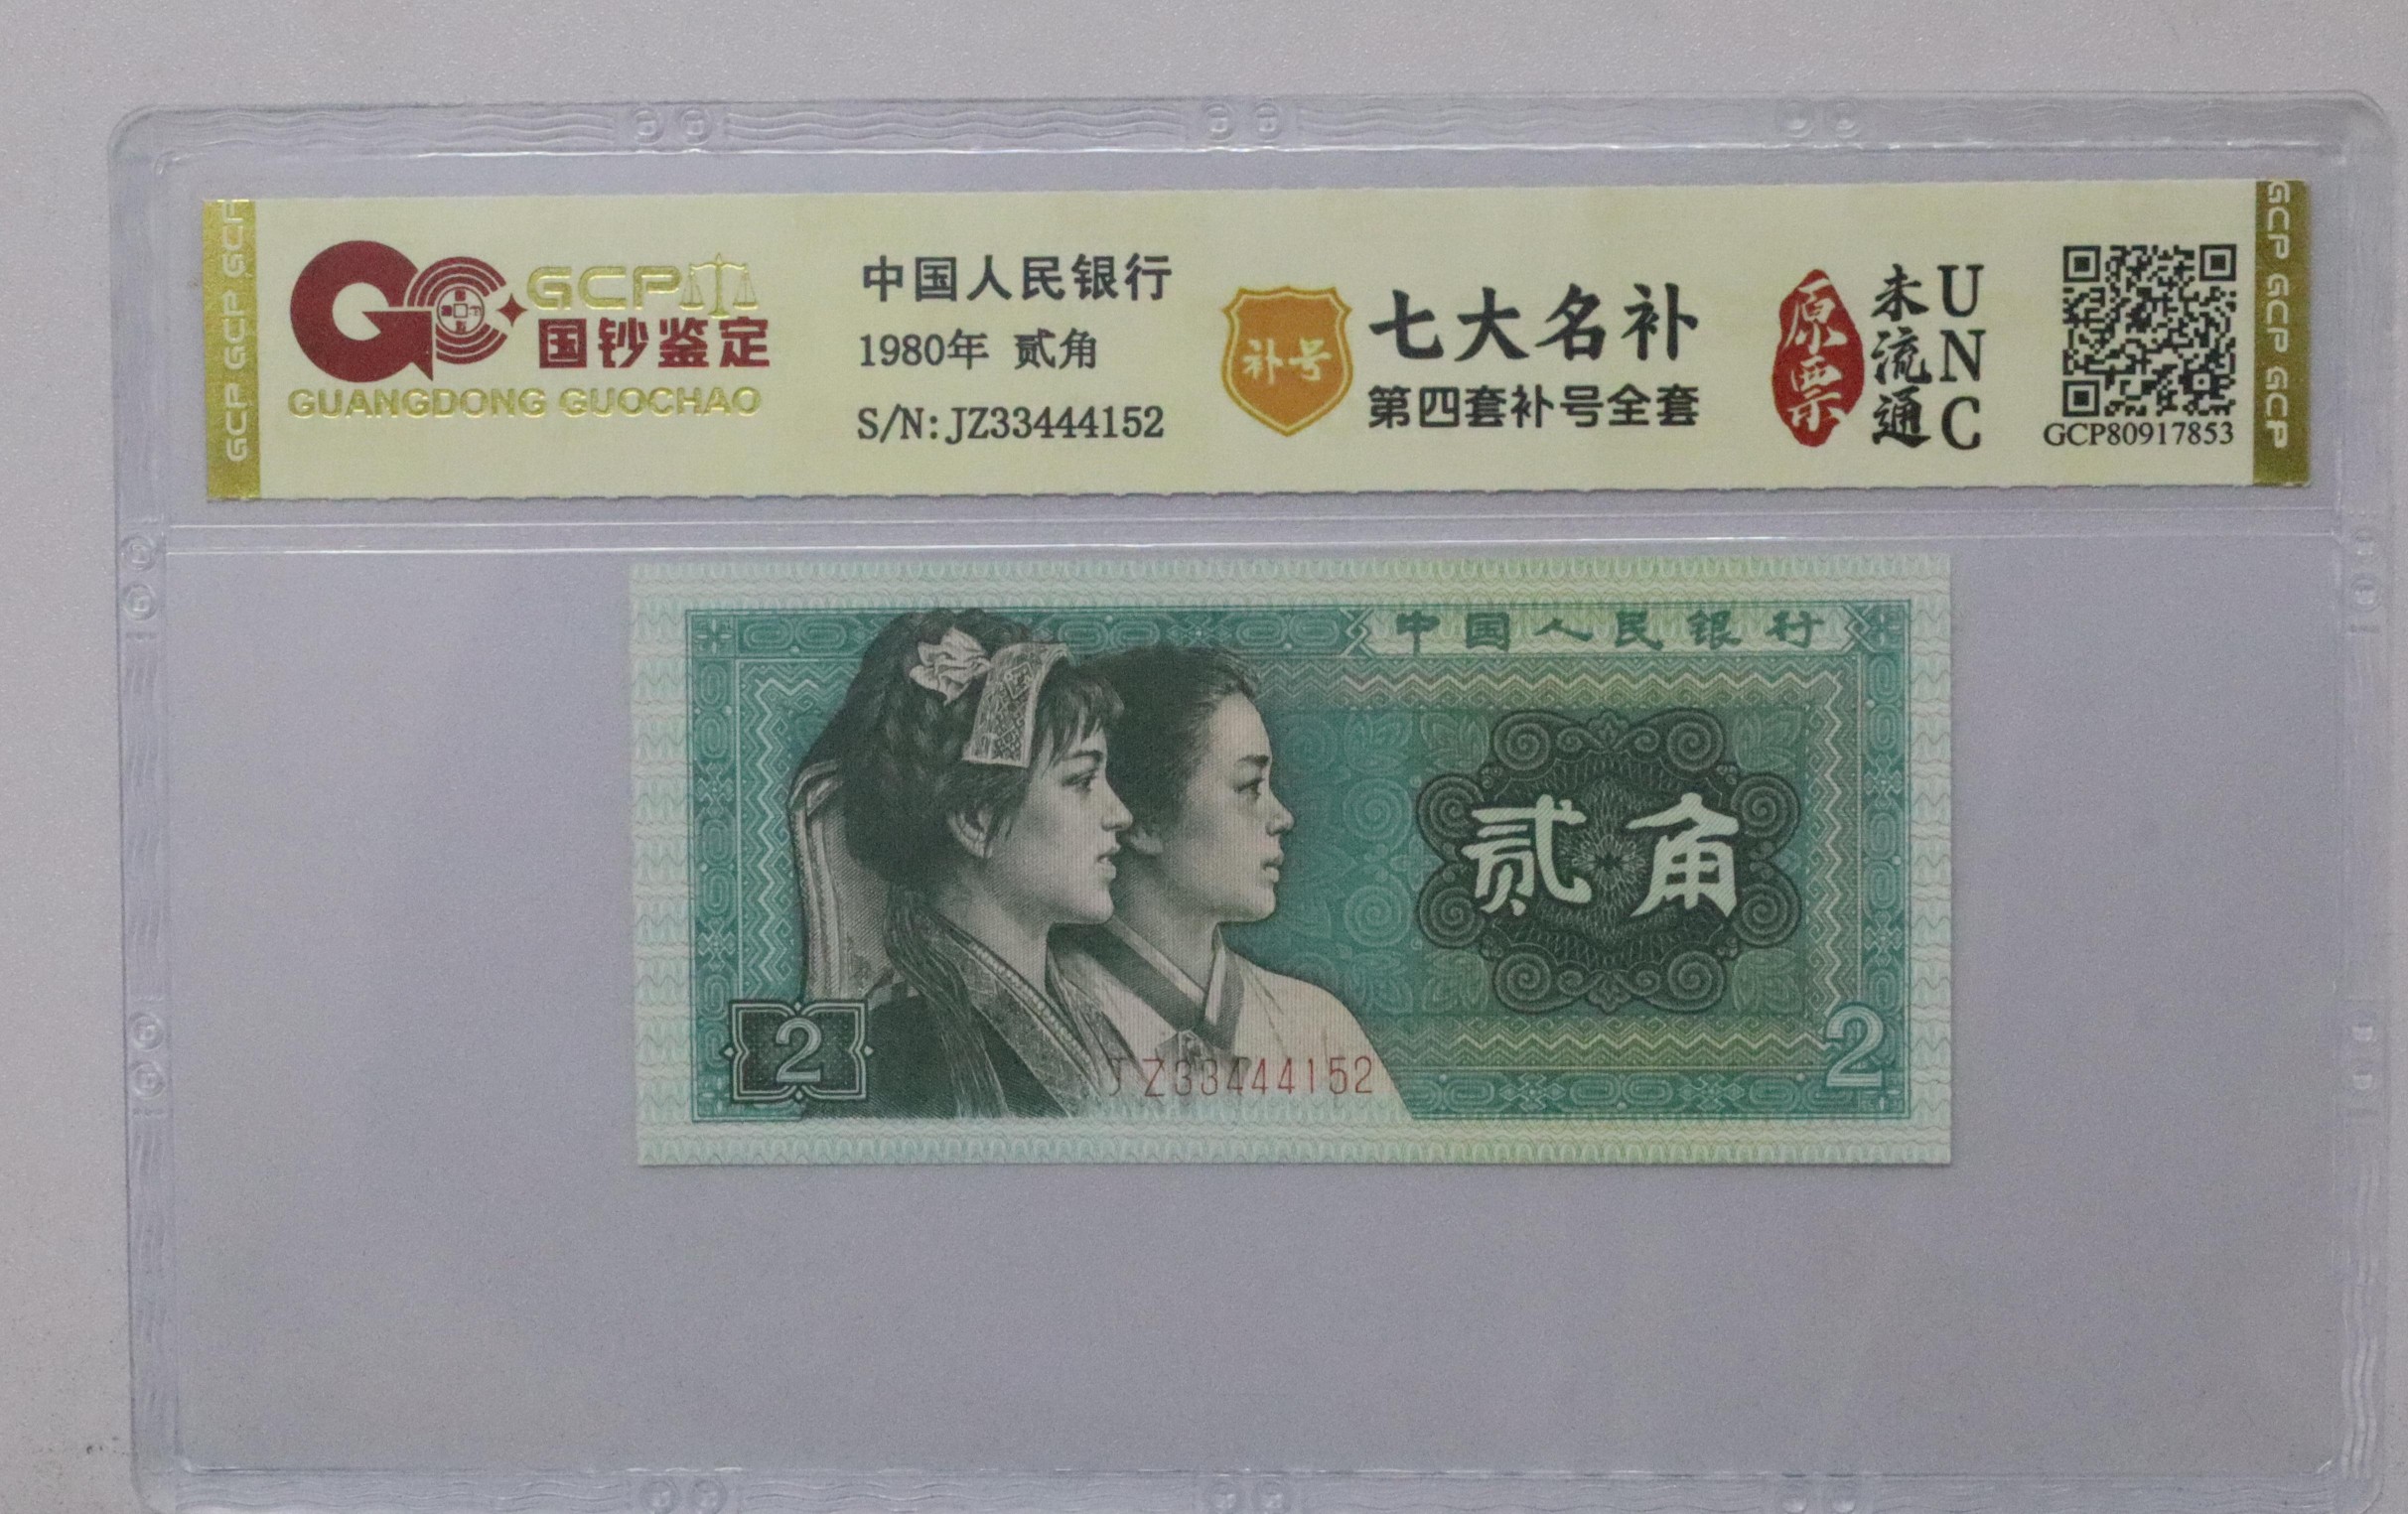 GCP GCP GCP
GCP
国钞鉴定
GUANGDONG GUOCHAO
中国人民银行
1980年 贰角
S/N:JZ33444152
补号
七大名补
第四套补号全套
原票
未流通
UNC
GCP80917853
GCP GCP GCP
中国人民银行
贰角
2
JZ33444152
2